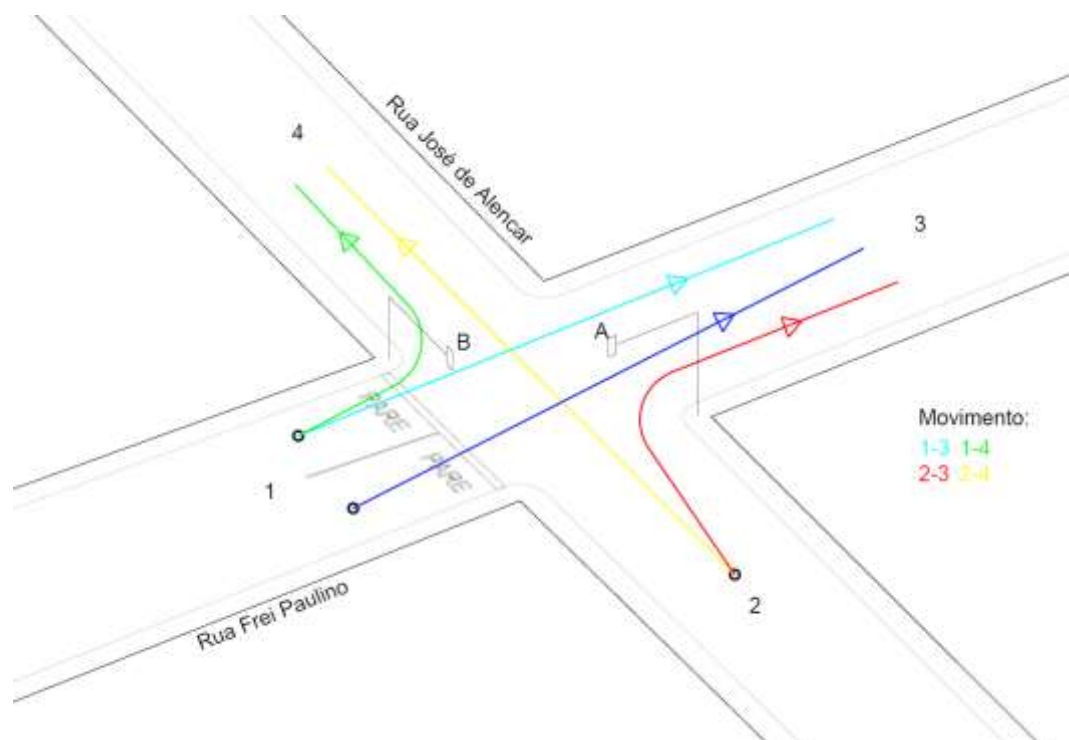 4
Rua José de Alencar
3
B
A
PARE
PARE
1
Movimento:
1-3 1-4
2-3 2-4
2
Rua Frei Paulino